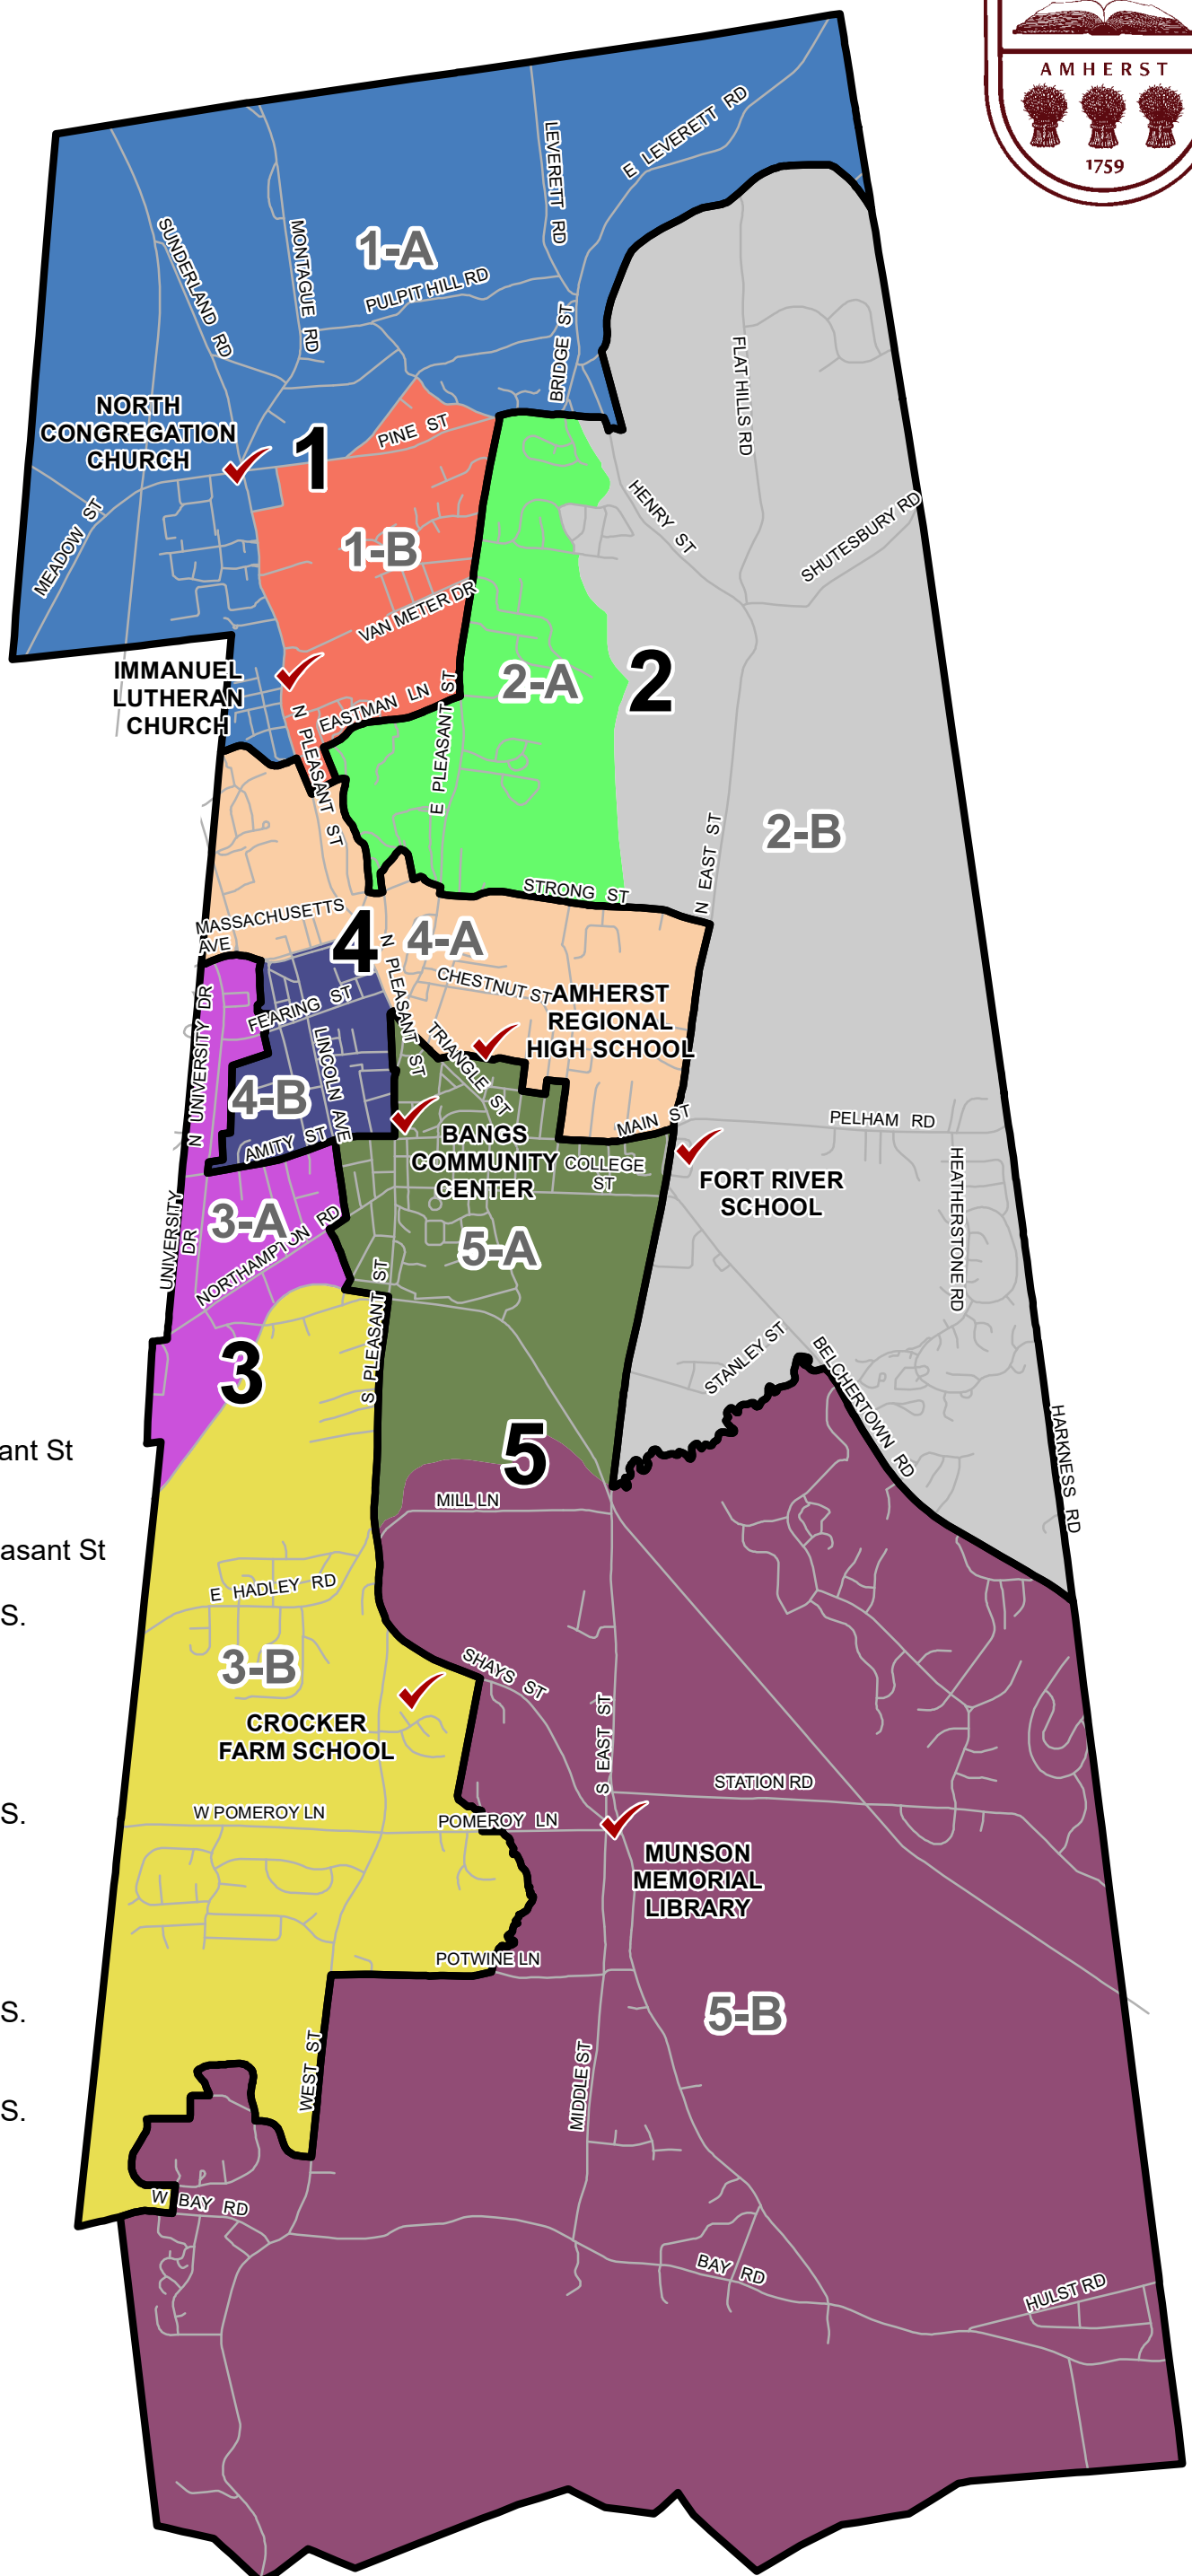 AMHERST
1759
LEVERETT RD
E LEVERETT RD
SUNDERLAND RD
MONTAGUE RD
1-A
PULPIT HILL RD
BRIDGE ST
FLAT HILLS RD
NORTH
CONGREGATION
CHURCH
1
PINE ST
MEADOW ST
HENRY ST
SHUTESBURY RD
1-B
VAN METER DR
IMMANUEL
LUTHERAN
CHURCH
2-A
2
EASTMAN LN
N PLEASANT ST
E PLEASANT ST
2-B
N EAST ST
STRONG ST
MASSACHUSETTS
AVE
4
4-A
N PLEASANT ST
CHESTNUT ST
AMHERST
REGIONAL
HIGH SCHOOL
N UNIVERSITY DR
FEARING ST
LINCOLN AVE
TRIANGLE ST
4-B
AMITY ST
MAIN ST
PELHAM RD
BANGS
COMMUNITY
CENTER
COLLEGE
ST
FORT RIVER
SCHOOL
HEATHERSTONE RD
UNIVERSITY
DR
3-A
NORTHAMPTON RD
5-A
S PLEASANT ST
3
STANLEY ST
BELCHERTOWN RD
HARKNESS RD
5
ant St
MILL LN
asant St
E HADLEY RD
S.
3-B
SHAYS ST
CROCKER
FARM SCHOOL
S EAST ST
STATION RD
W POMEROY LN
POMEROY LN
S.
MUNSON
MEMORIAL
LIBRARY
POTWINE LN
5-B
S.
WEST ST
MIDDLE ST
S.
W BAY RD
BAY RD
HULST RD